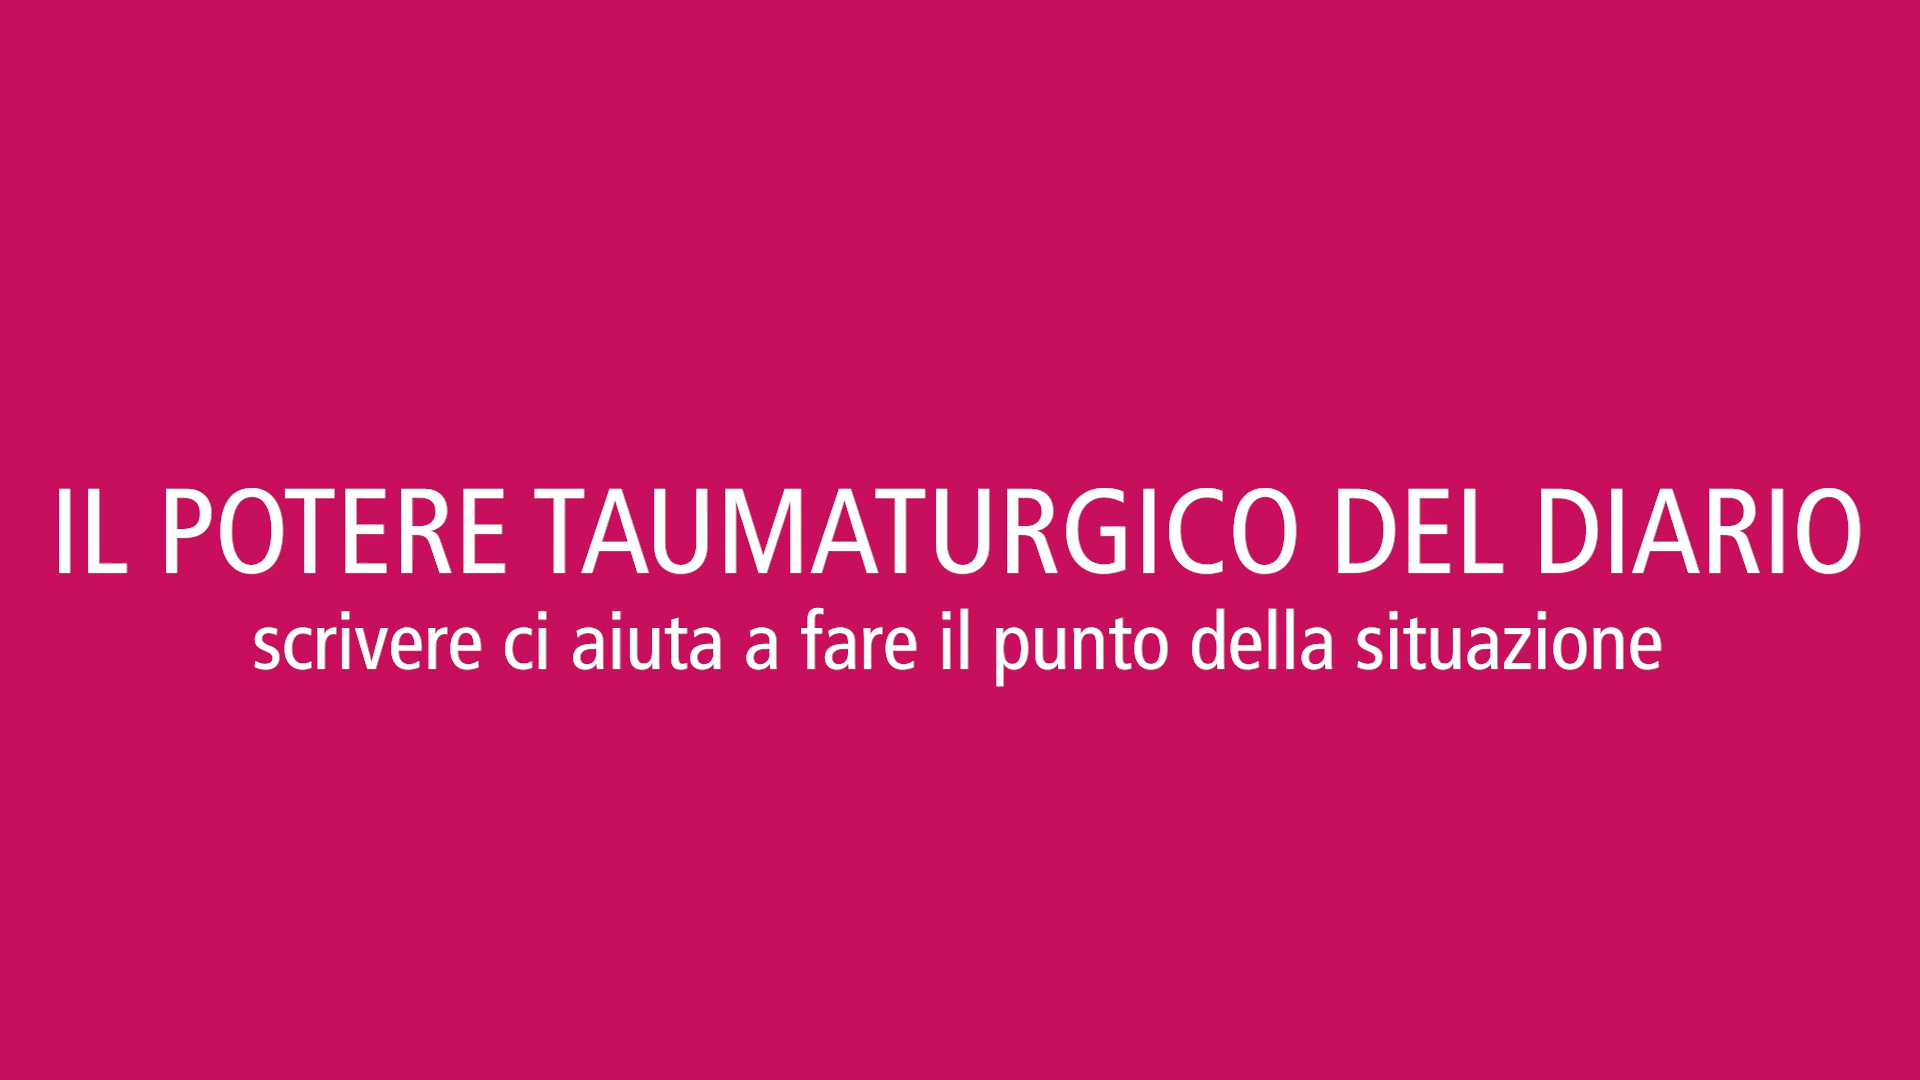 IL POTERE TAUMATURGICO DEL DIARIO
scrivere ci aiuta a fare il punto della situazione